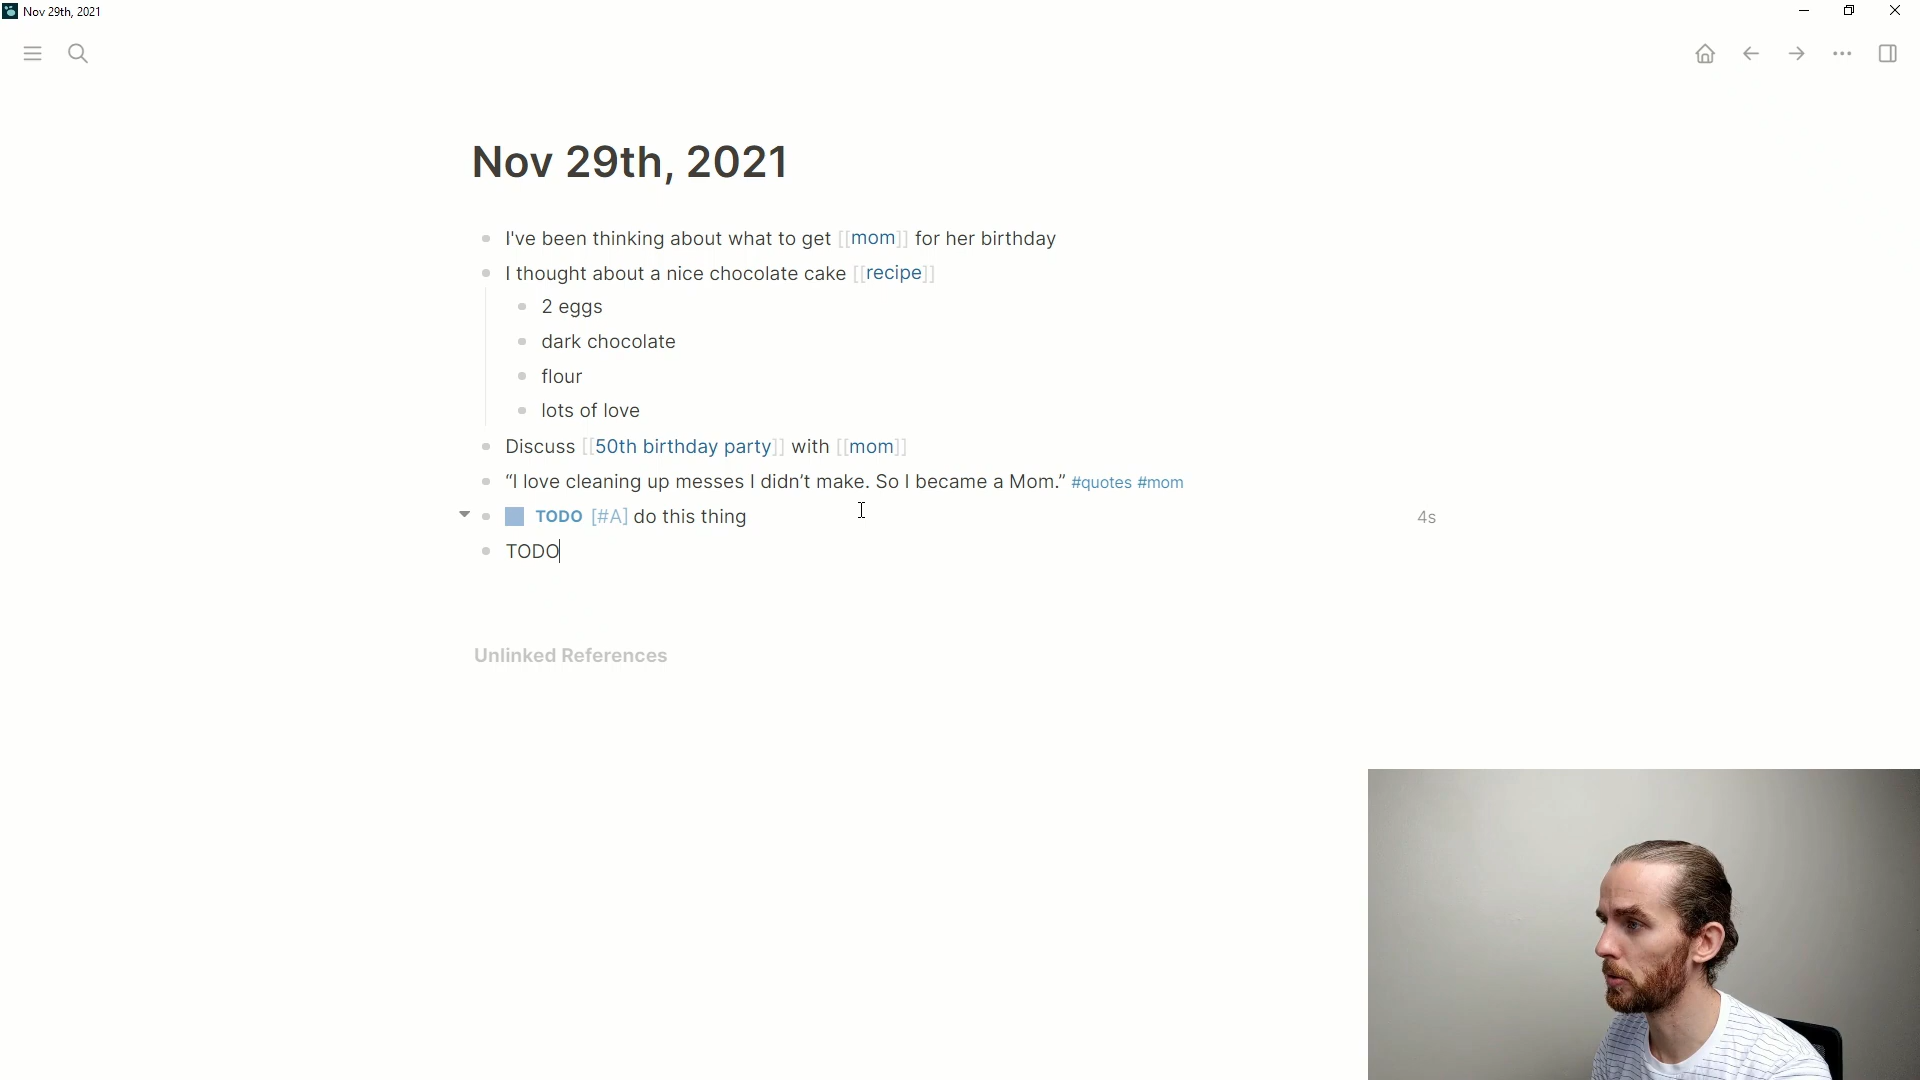 Nov 29th, 2021
Nov 29th, 2021
I've been thinking about what to get [[mom]] for her birthday
I thought about a nice chocolate cake [[recipe]]
2 eggs
dark chocolate
flour
lots of love
Discuss [[50th birthday party]] with [[mom]]
“I love cleaning up messes I didn’t make. So I became a Mom.” #quotes #mom
TODO [#A] do this thing 4s
TODO
Unlinked References